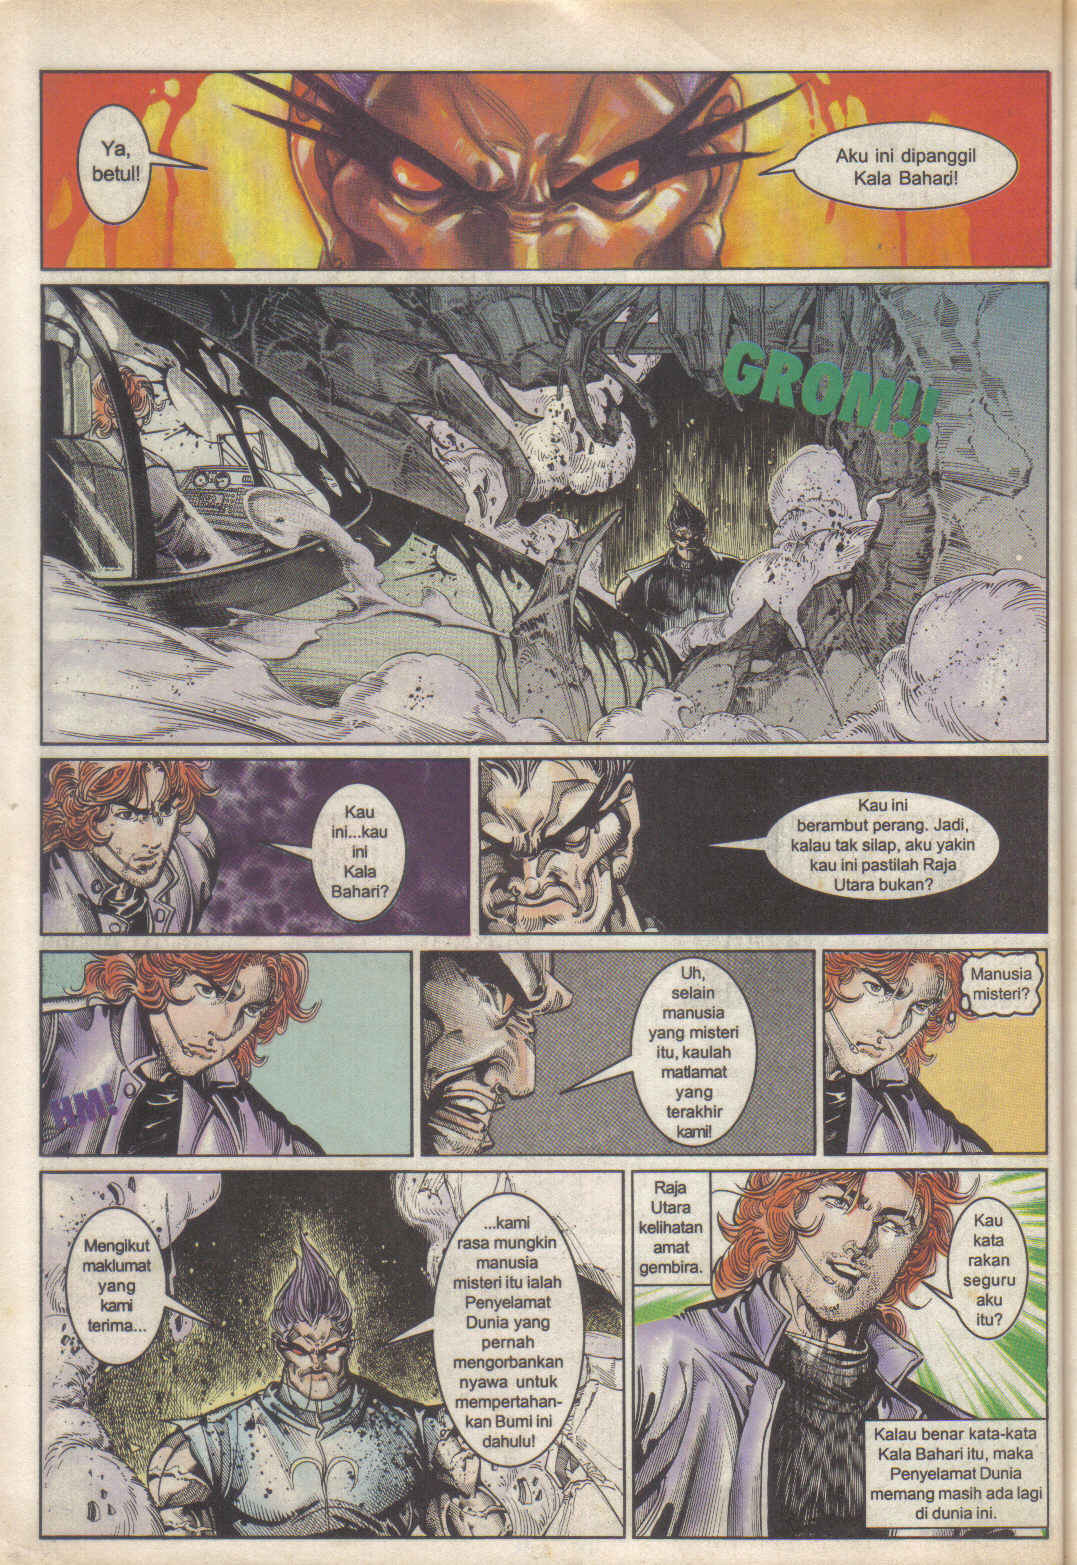 Ya,
betul!
Aku ini dipanggil
Kala Bahari!
GROM!!
Kau
ini...kau
ini
Kala
Bahari?
Kau ini
berambut perang. Jadi,
kalau tak silap, aku yakin
kau ini pastilah Raja
Utara bukan?
HM!
Uh,
selain
manusia
yang misteri
itu, kaulah
matlamat
yang
terakhir
kami!
Manusia
misteri?
Mengikut
maklumat
yang
kami
terima...
...kami
rasa mungkin
manusia
misteri itu ialah
Penyelamat
Dunia yang
pernah
mengorbankan
nyawa untuk
mempertahan-
kan Bumi ini
dahulu!
Raja
Utara
kelihatan
amat
gembira.
Kau
kata
rakan
seguru
aku
itu?
Kalau benar kata-kata
Kala Bahari itu, maka
Penyelamat Dunia
memang masih ada lagi
di dunia ini.